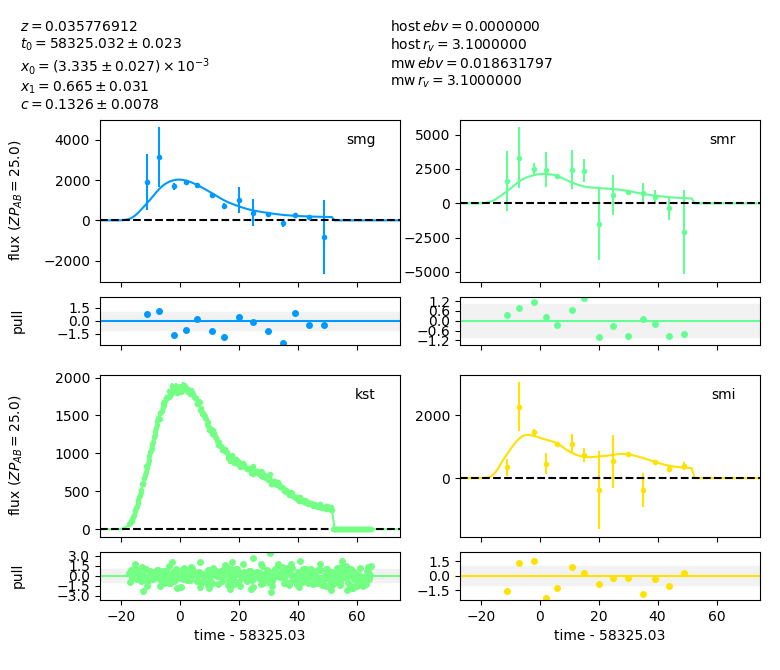 z = 0.035776912
t₀ = 58325.032 ± 0.023
x₀ = (3.335 ± 0.027) × 10⁻³
x₁ = 0.665 ± 0.031
c = 0.1326 ± 0.0078
host ebv = 0.0000000
host r_v = 3.1000000
mw ebv = 0.018631797
mw r_v = 3.1000000
smg
4000
2000
0
−2000
flux (ZP_AB = 25.0)
smr
5000
2500
0
−2500
−5000
pull
1.5
0.0
−1.5
1.2
0.6
0.0
−0.6
−1.2
kst
2000
1500
1000
500
0
flux (ZP_AB = 25.0)
smi
2000
0
pull
3.0
1.5
0.0
−1.5
−3.0
1.5
0.0
−1.5
−20 0 20 40 60
time - 58325.03
−20 0 20 40 60
time - 58325.03